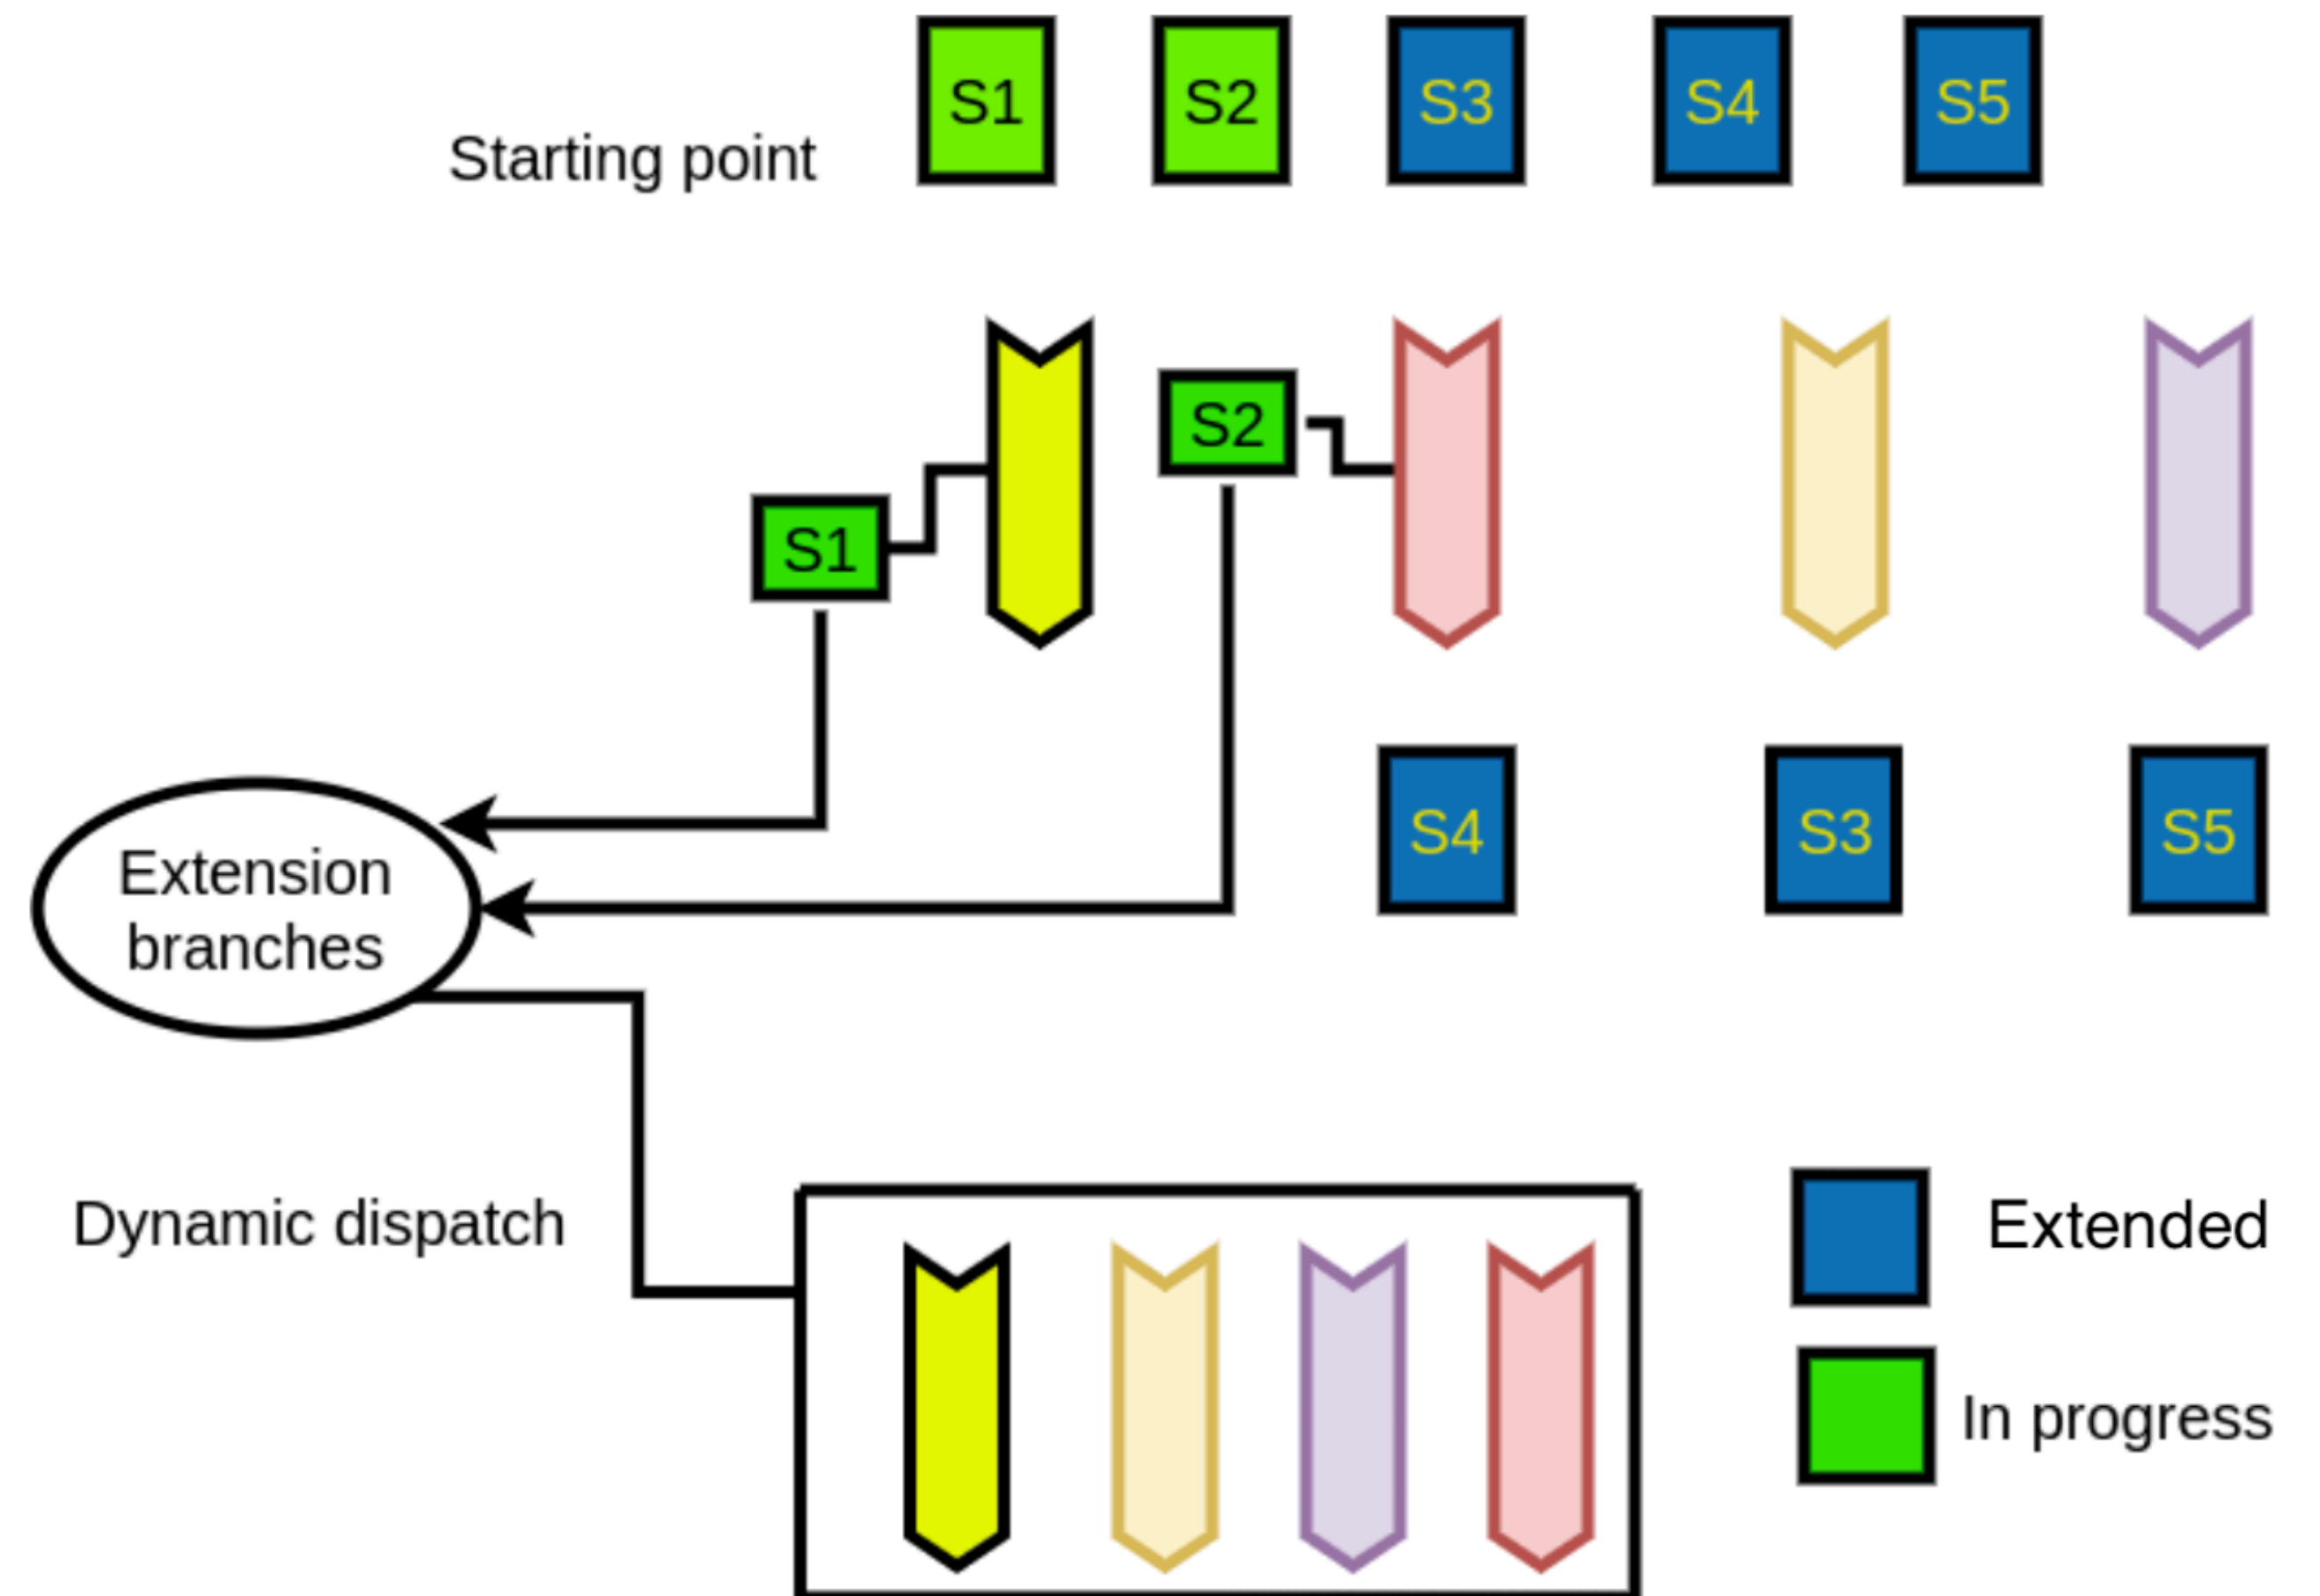 S1 S2 S3 S4 S5
Starting point
S2
S1
S4 S3 S5
Extension
branches
Dynamic dispatch
Extended
In progress